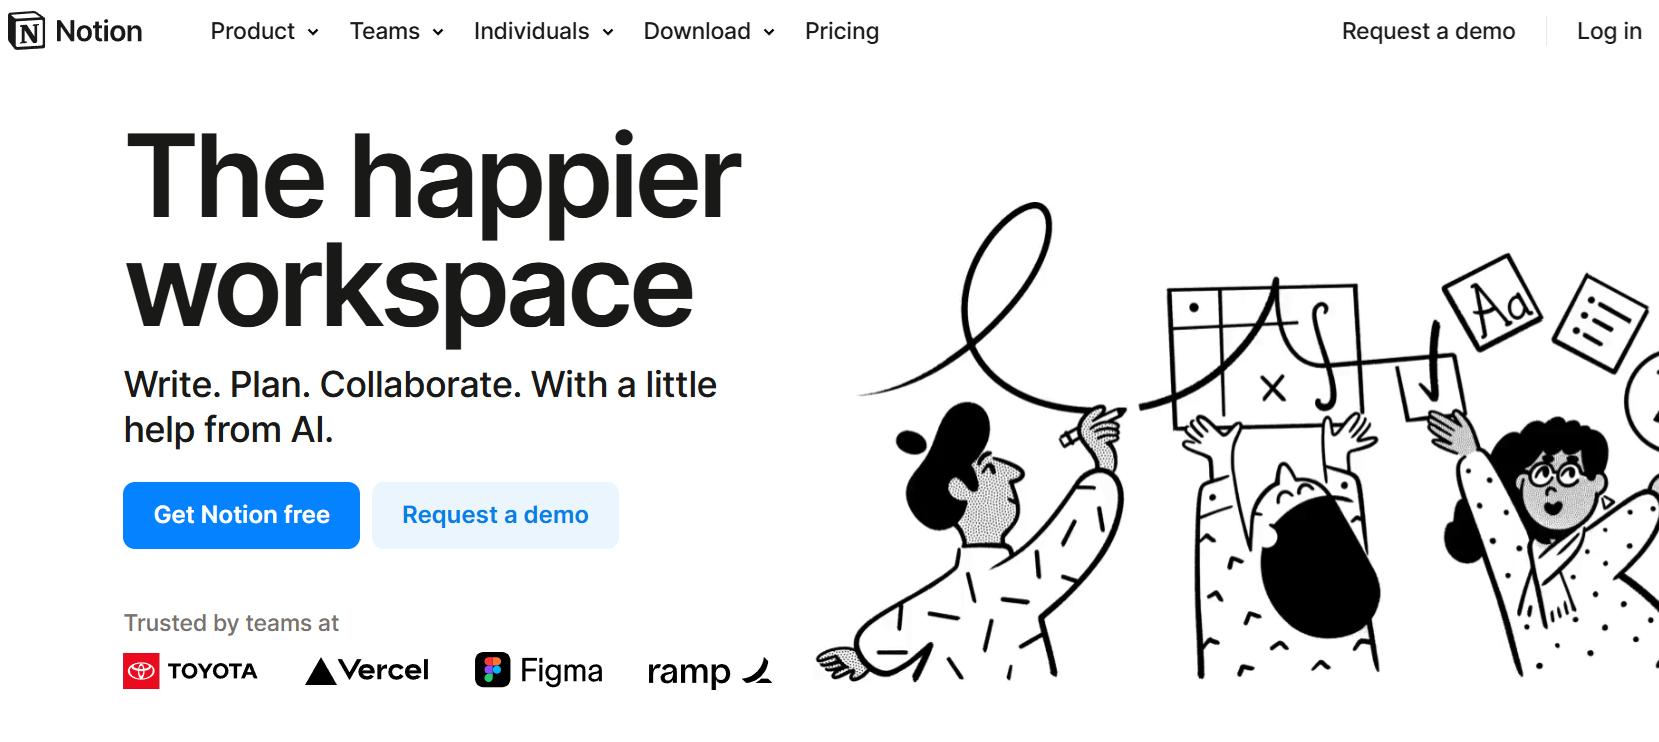 Notion
Product
Teams
Individuals
Download
Pricing
Request a demo
Log in
The happier
workspace
Write. Plan. Collaborate. With a little
help from AI.
Get Notion free
Request a demo
Trusted by teams at
TOYOTA
Vercel
Figma
ramp
Aa